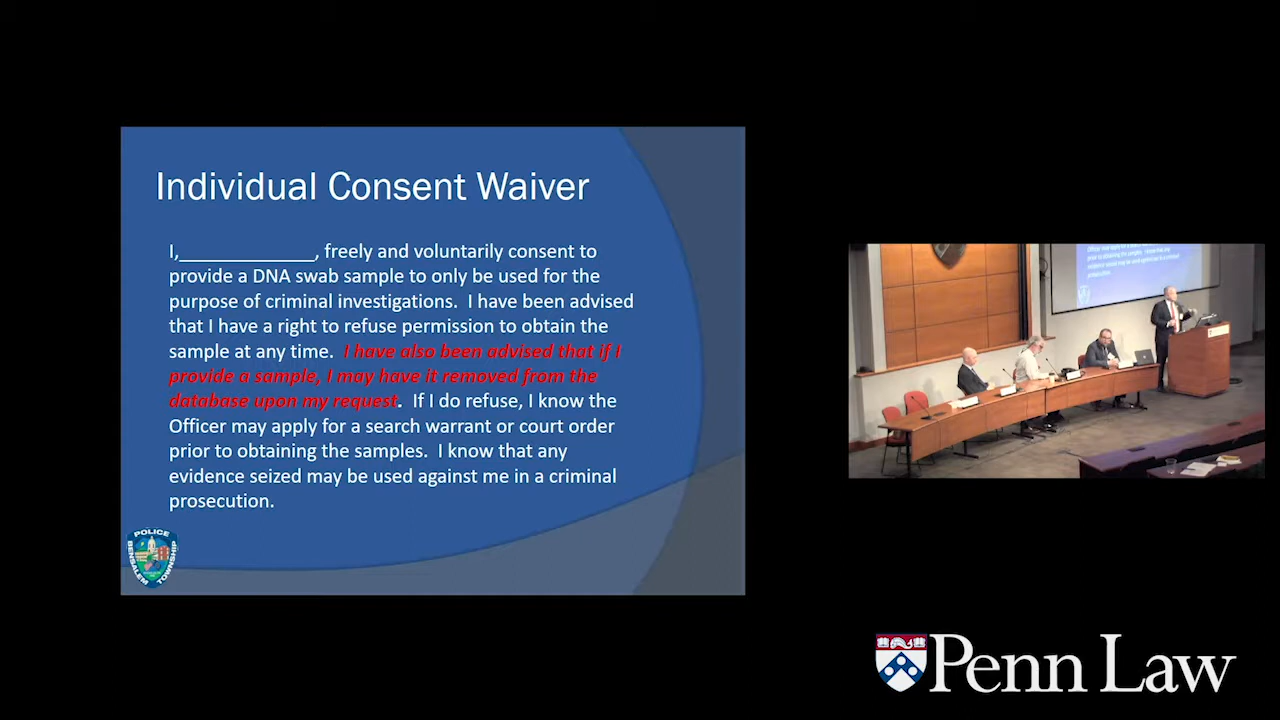 Individual Consent Waiver
I,______________, freely and voluntarily consent to
provide a DNA swab sample to only be used for the
purpose of criminal investigations.  I have been advised
that I have a right to refuse permission to obtain the
sample at any time.  I have also been advised that if I
provide a sample, I may have it removed from the
database upon my request.  If I do refuse, I know the
Officer may apply for a search warrant or court order
prior to obtaining the samples.  I know that any
evidence seized may be used against me in a criminal
prosecution.
POLICE
BENSALEM TOWNSHIP
Penn Law